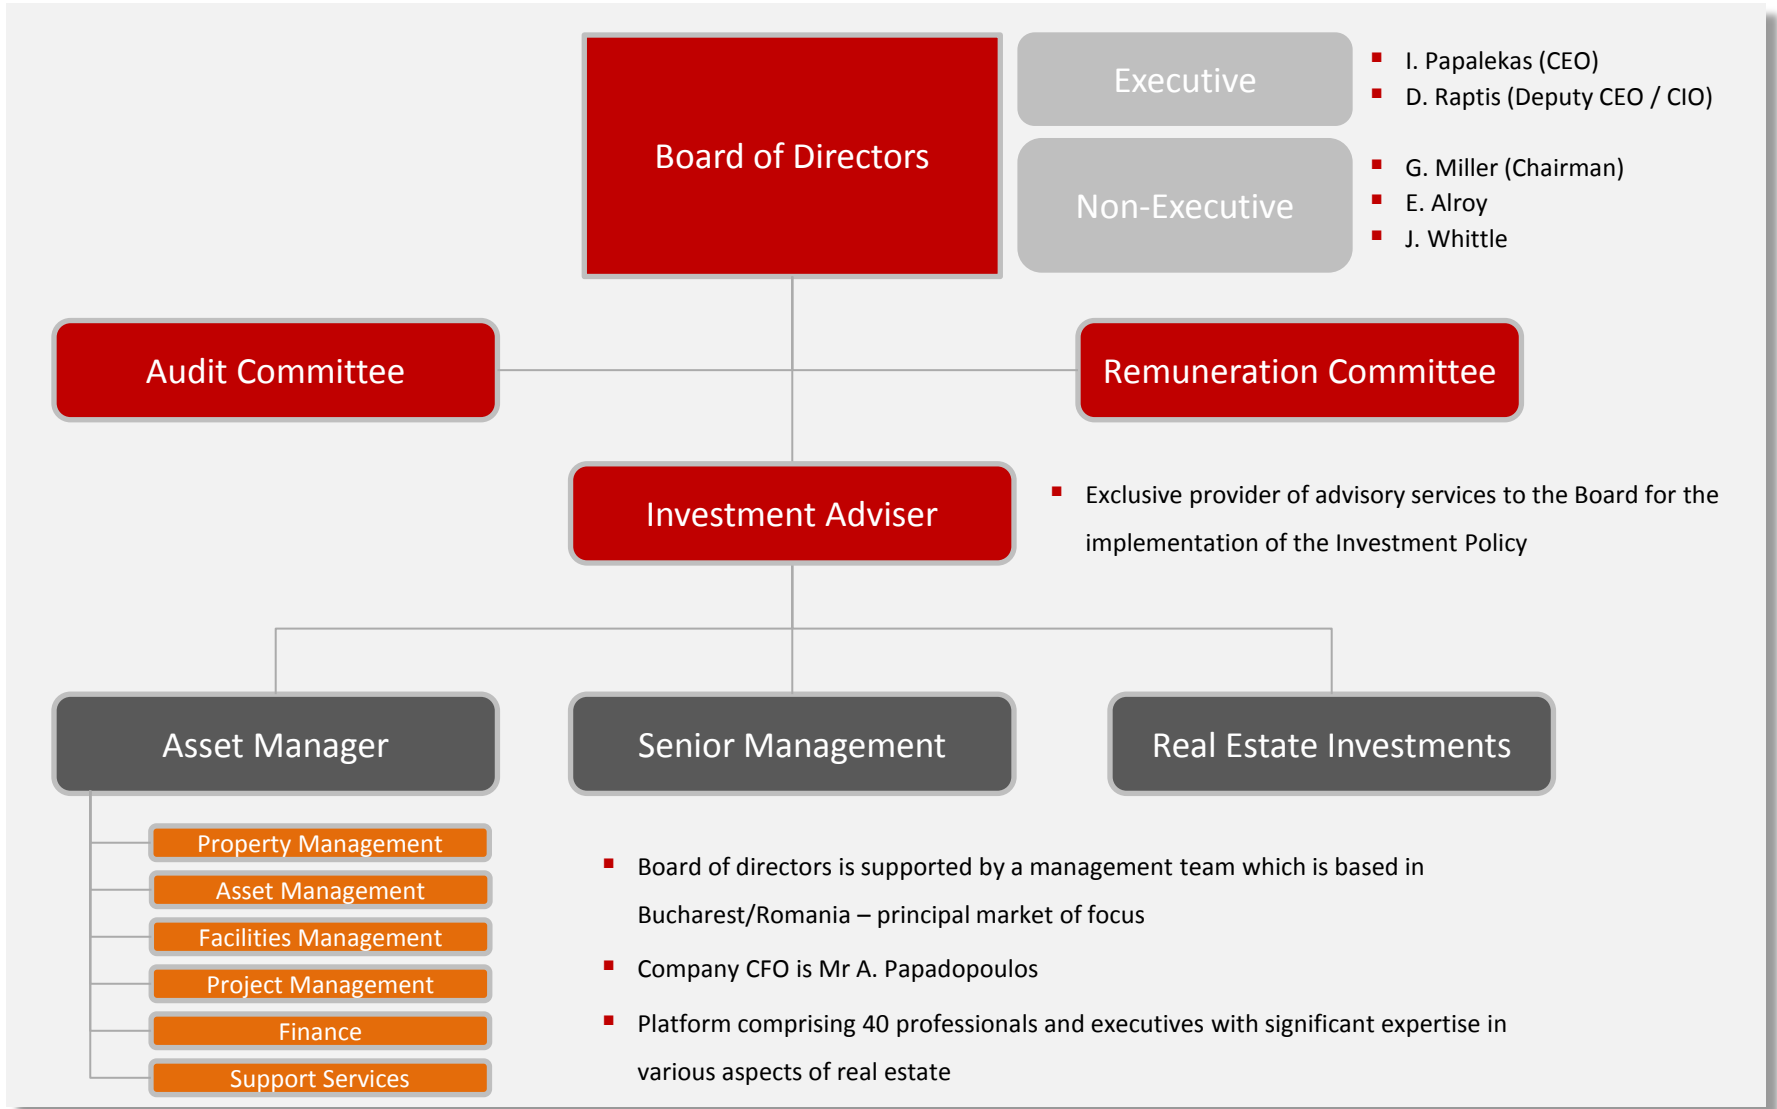 Board of Directors
Executive
▪ I. Papalekas (CEO)
▪ D. Raptis (Deputy CEO / CIO)
Non-Executive
▪ G. Miller (Chairman)
▪ E. Alroy
▪ J. Whittle
Audit Committee
Remuneration Committee
Investment Adviser
▪ Exclusive provider of advisory services to the Board for the
implementation of the Investment Policy
Asset Manager
Senior Management
Real Estate Investments
Property Management
Asset Management
Facilities Management
Project Management
Finance
Support Services
▪ Board of directors is supported by a management team which is based in
Bucharest/Romania – principal market of focus
▪ Company CFO is Mr A. Papadopoulos
▪ Platform comprising 40 professionals and executives with significant expertise in
various aspects of real estate